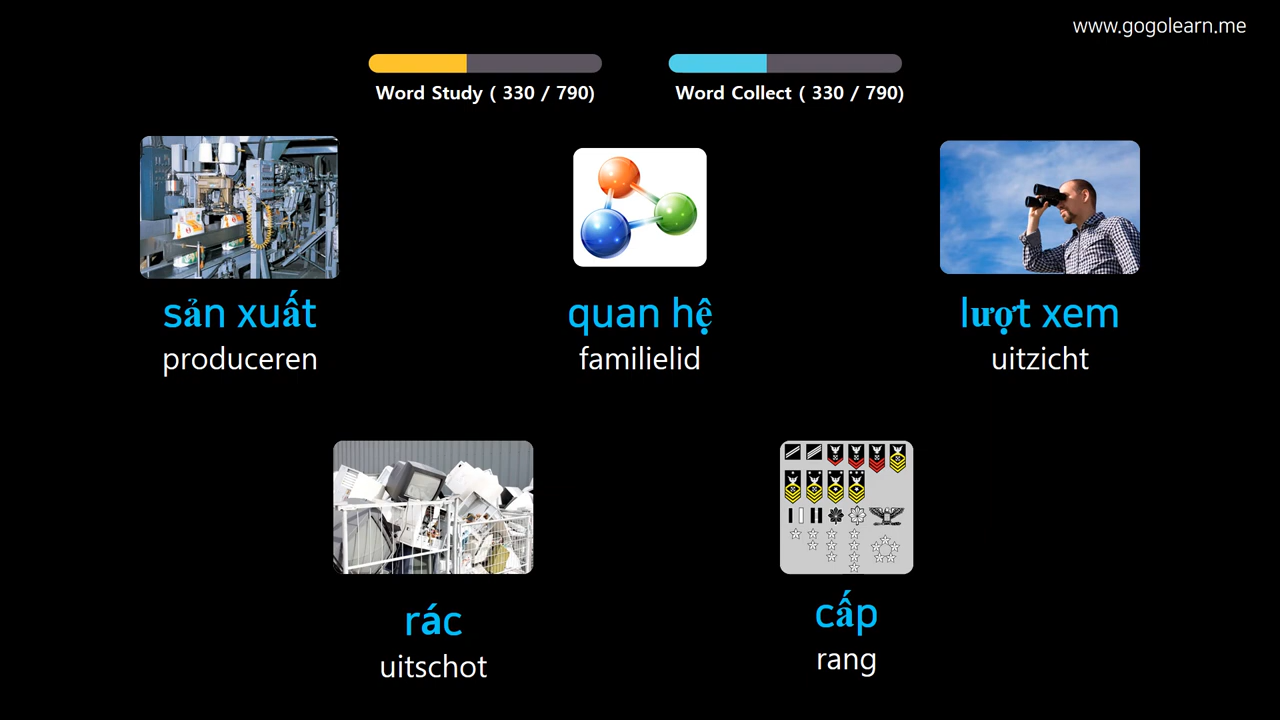 www.gogolearn.me
Word Study ( 330 / 790)
Word Collect ( 330 / 790)
sản xuất
produceren
quan hệ
familielid
lượt xem
uitzicht
rác
uitschot
cấp
rang